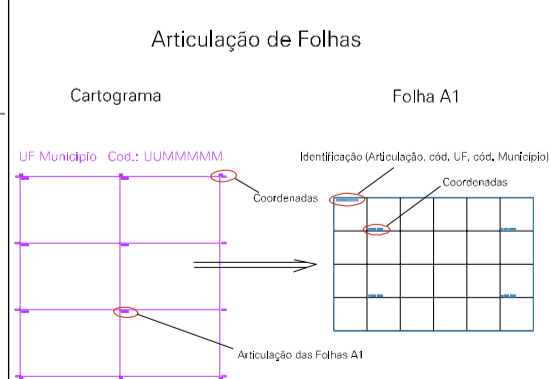 Articulação de Folhas
Cartograma
Folha A1
UF Municipio Cod.: UUMMMMM
Identificação (Articulação, cód. UF, cód. Município)
Coordenadas
Coordenadas
Articulação das Folhas A1